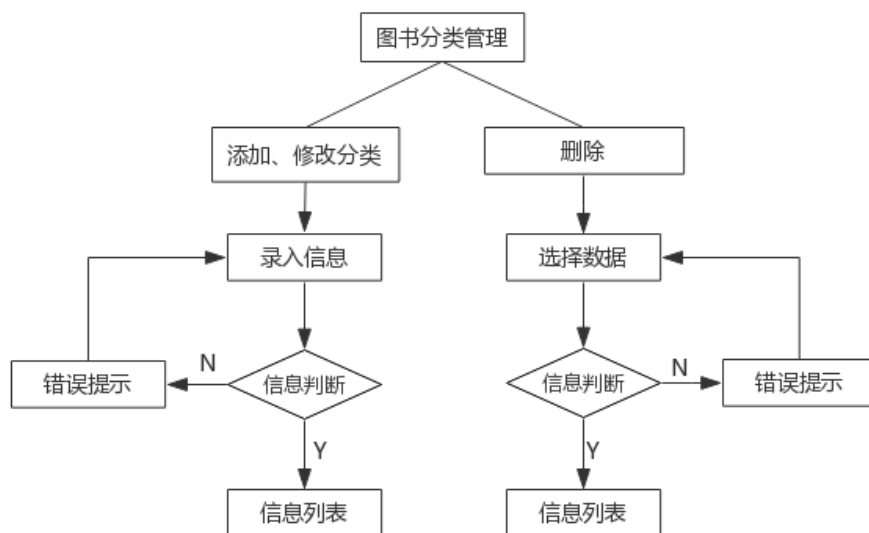 图书分类管理
添加、修改分类
删除
录入信息
选择数据
错误提示
N
信息判断
信息判断
N
错误提示
Y
Y
信息列表
信息列表